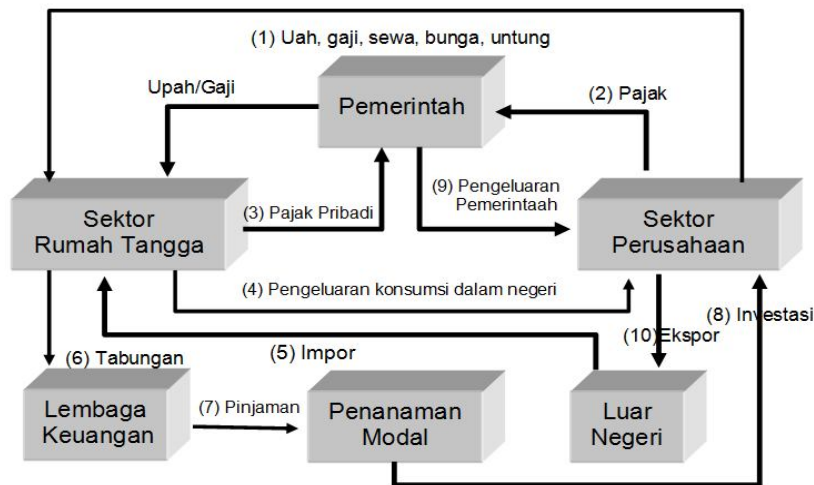 (1) Uah, gaji, sewa, bunga, untung
Upah/Gaji
Pemerintah
(2) Pajak
(9) Pengeluaran
Pemerintaah
Sektor
Rumah Tangga
(3) Pajak Pribadi
Sektor
Perusahaan
(4) Pengeluaran konsumsi dalam negeri
(8) Investasi
(10)Ekspor
(6) Tabungan
(5) Impor
Lembaga
Keuangan
(7) Pinjaman
Penanaman
Modal
Luar
Negeri